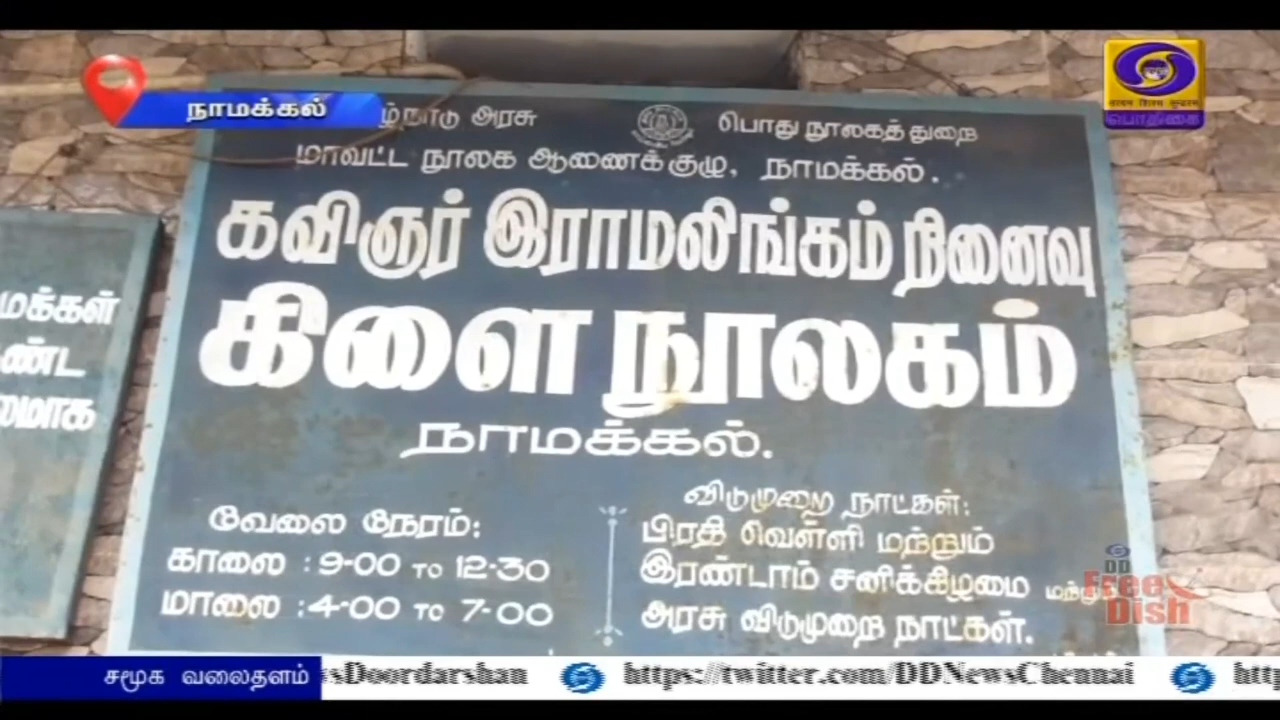 நாமக்கல்
ழ்நாடு அரசு பொது நூலகத்துறை
மாவட்ட நூலக ஆணைக்குழு, நாமக்கல்.
கவிஞர் இராமலிங்கம் நினைவு
கிளை நூலகம்
நாமக்கல்.
வேலை நேரம்:
காலை : 9-00 TO 12-30
மாலை : 4-00 TO 7-00
விடுமுறை நாட்கள்:
பிரதி வெள்ளி மற்றும்
இரண்டாம் சனிக்கிழமை மற்றும்
அரசு விடுமுறை நாட்கள்.
மக்கள்
ண்ட
மாக
பொதிகை
DD
Free
Dish
சமூக வலைதளம் sDoordarshan https://twitter.com/DDNewsChennai http